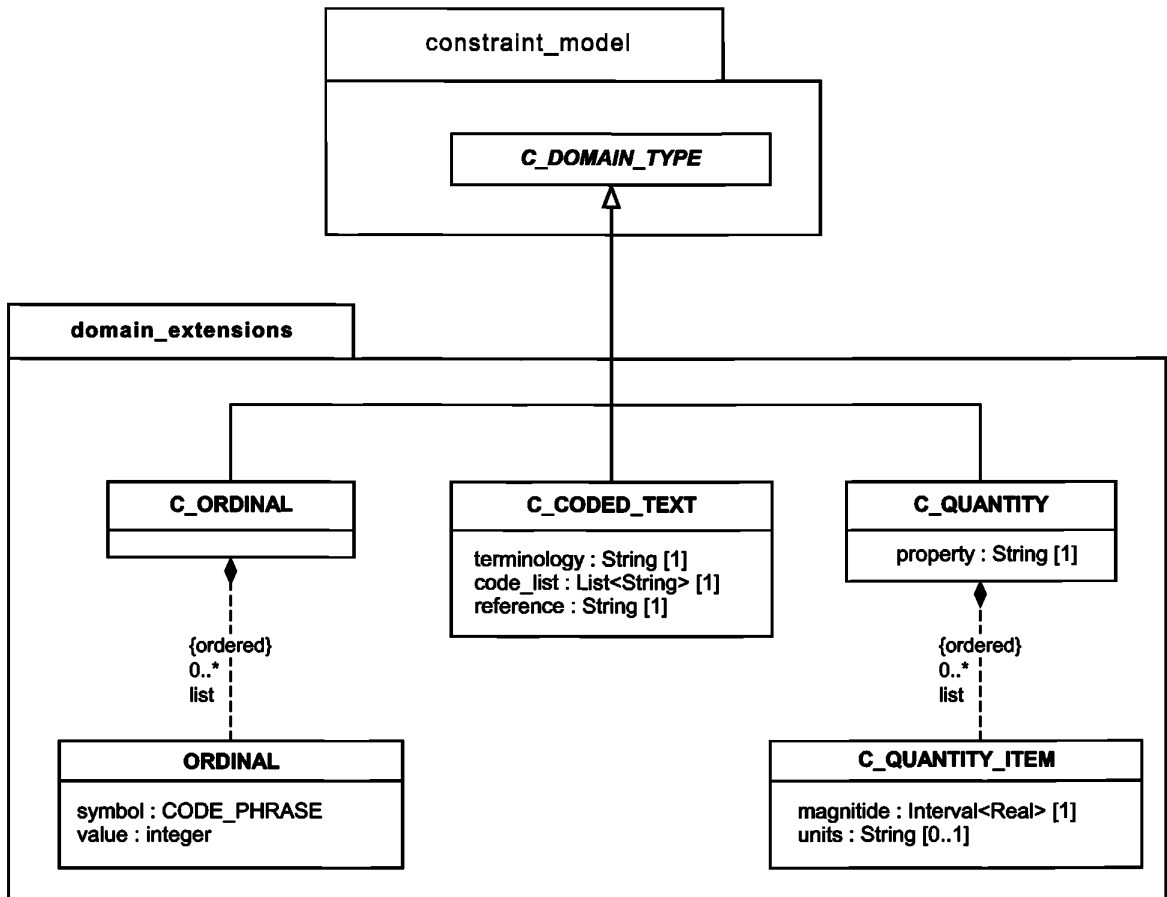 constraint_model
C_DOMAIN_TYPE
domain_extensions
C_ORDINAL
C_CODED_TEXT
terminology : String [1]
code_list : List<String> [1]
reference : String [1]
C_QUANTITY
property : String [1]
{ordered}
0..*
list
{ordered}
0..*
list
ORDINAL
symbol : CODE_PHRASE
value : integer
C_QUANTITY_ITEM
magnitide : Interval<Real> [1]
units : String [0..1]